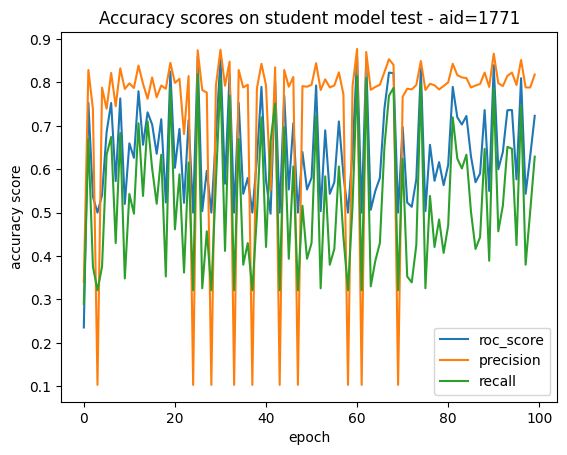 Accuracy scores on student model test - aid=1771
accuracy score
0.9
0.8
0.7
0.6
0.5
0.4
0.3
0.2
0.1
0
20
40
60
80
100
epoch
roc_score
precision
recall